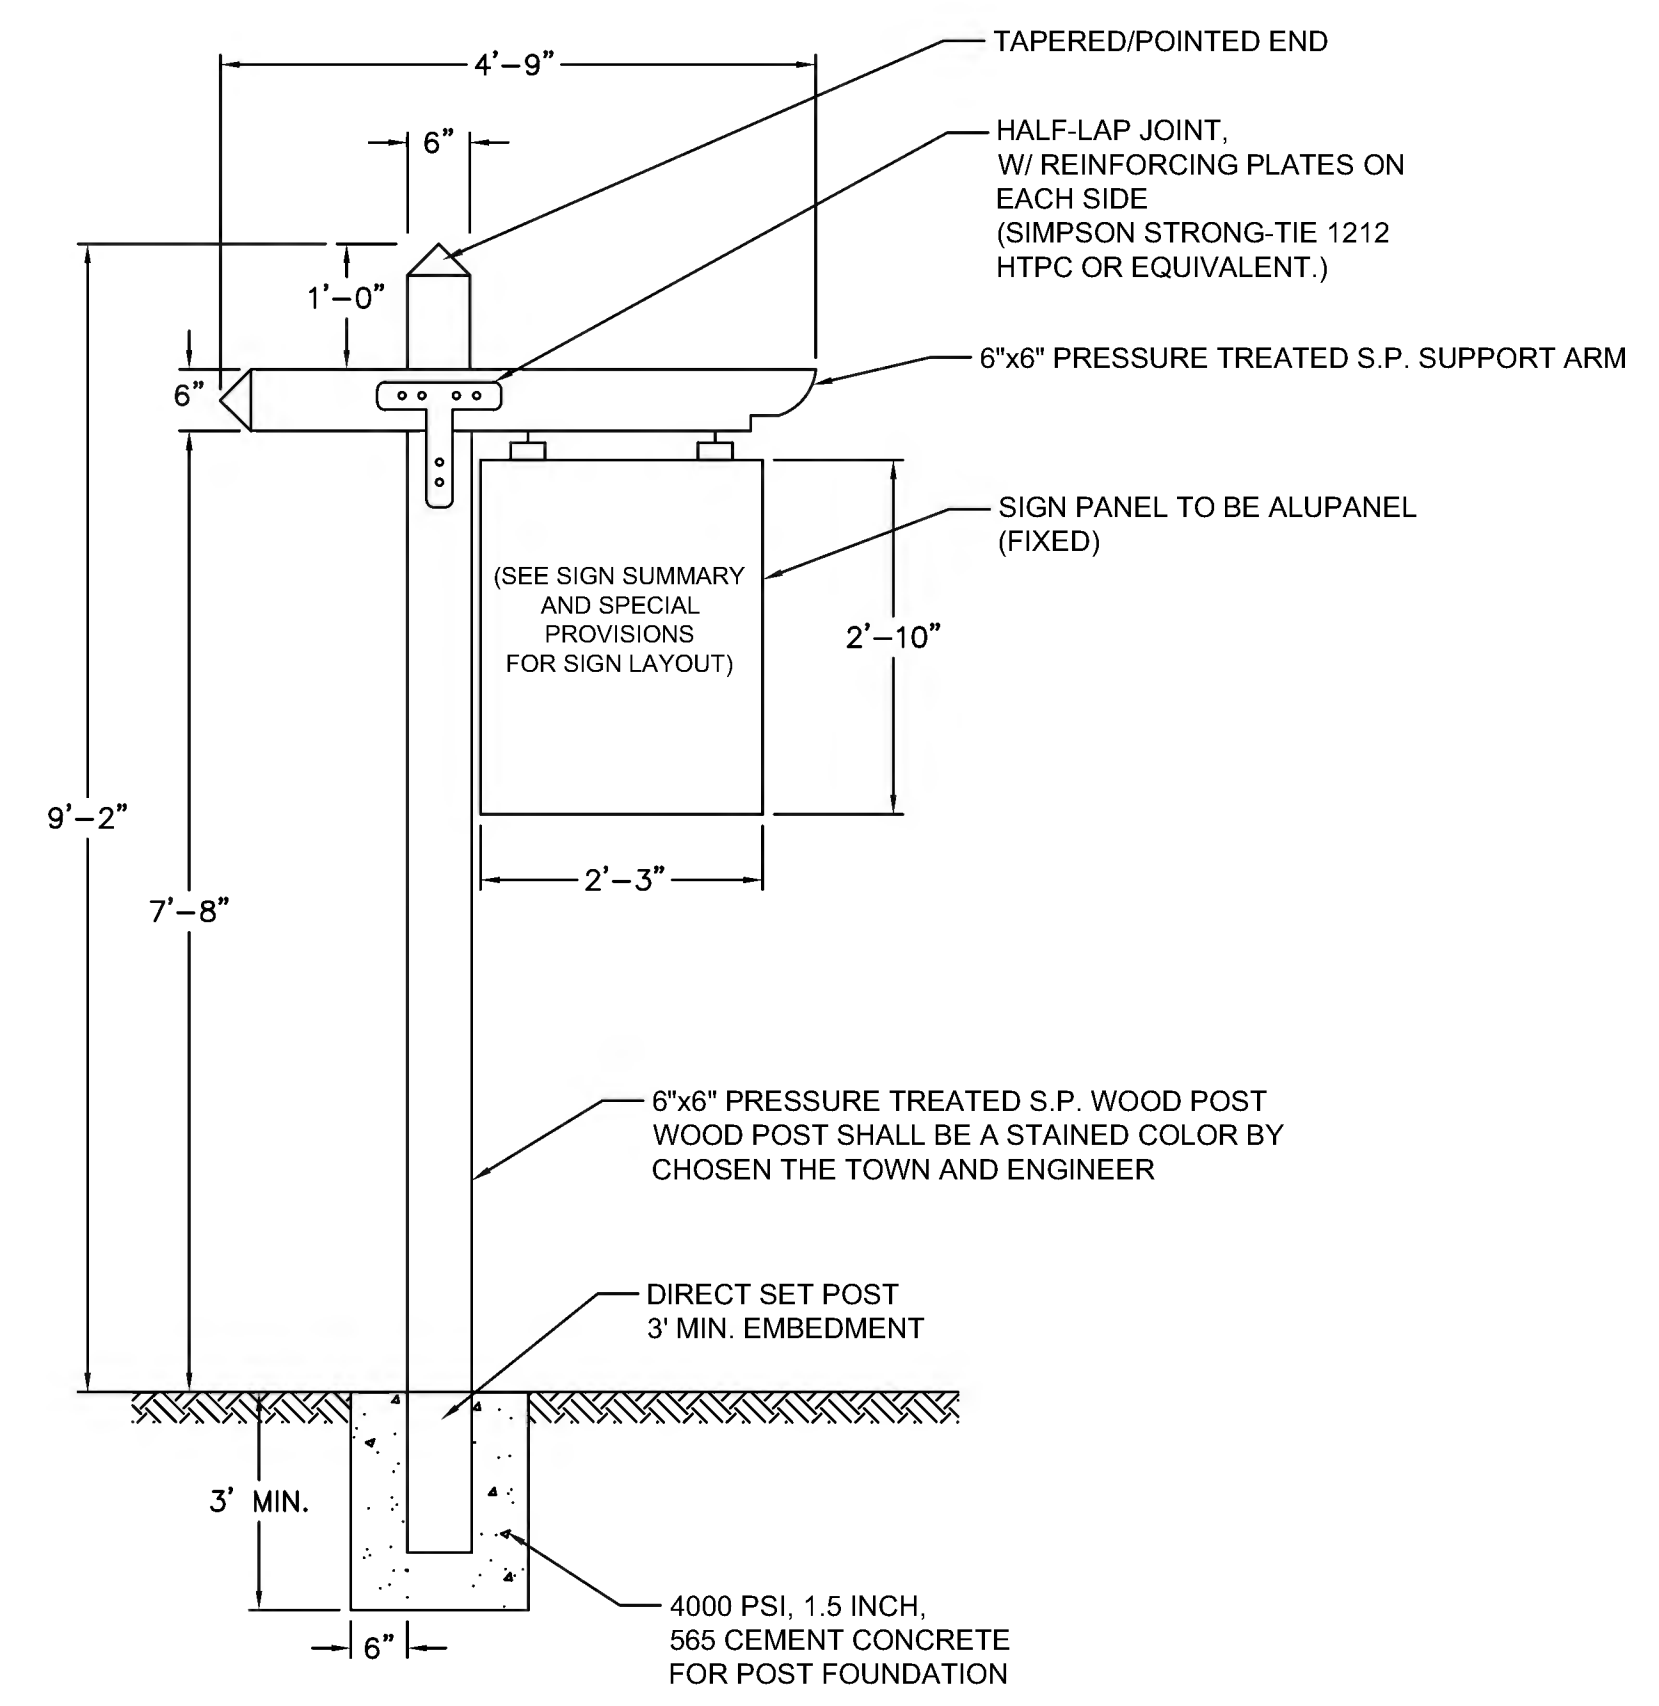 TAPERED/POINTED END
4'-9"
6"
HALF-LAP JOINT,
W/ REINFORCING PLATES ON
EACH SIDE
(SIMPSON STRONG-TIE 1212
HTPC OR EQUIVALENT.)
1'-0"
6"x6" PRESSURE TREATED S.P. SUPPORT ARM
6"
SIGN PANEL TO BE ALUPANEL
(FIXED)
(SEE SIGN SUMMARY
AND SPECIAL
PROVISIONS
FOR SIGN LAYOUT)
2'-10"
9'-2"
2'-3"
7'-8"
6"x6" PRESSURE TREATED S.P. WOOD POST
WOOD POST SHALL BE A STAINED COLOR BY
CHOSEN THE TOWN AND ENGINEER
DIRECT SET POST
3' MIN. EMBEDMENT
3' MIN.
4000 PSI, 1.5 INCH,
565 CEMENT CONCRETE
FOR POST FOUNDATION
6"